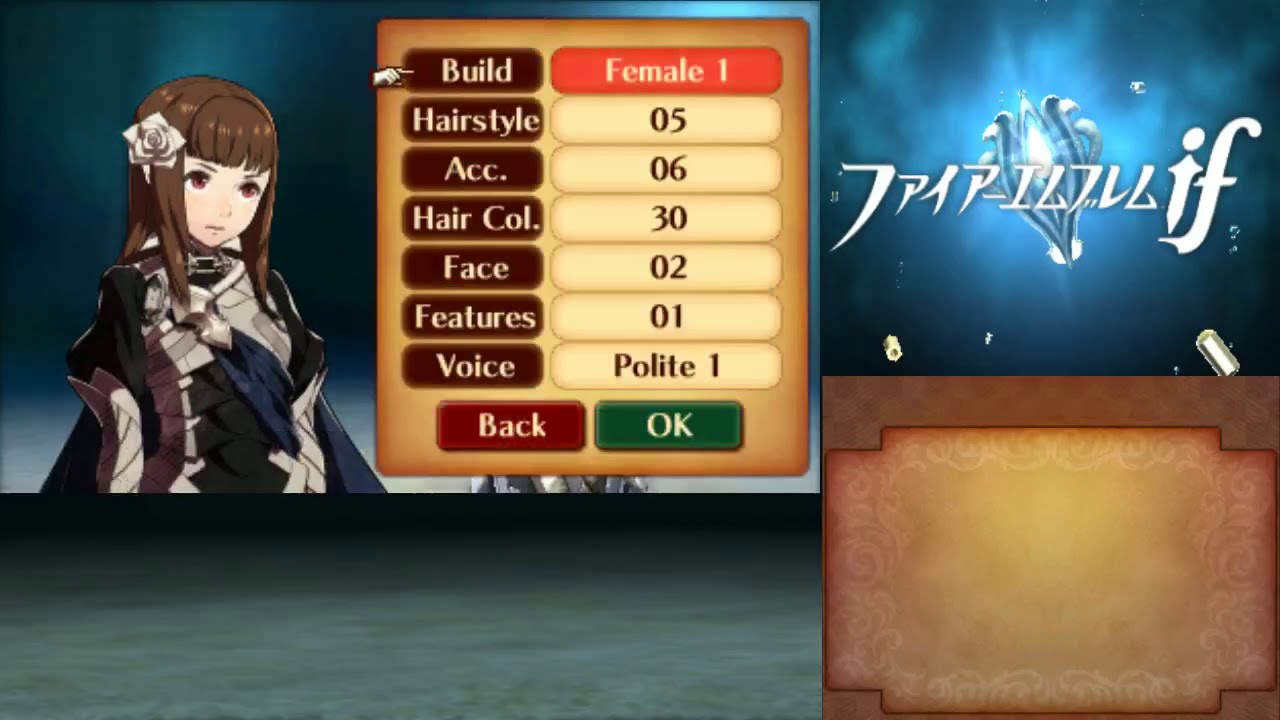 Build Female 1
Hairstyle 05
Acc. 06
Hair Col. 30
Face 02
Features 01
Voice Polite 1
Back OK
ファイアーエムブレムif